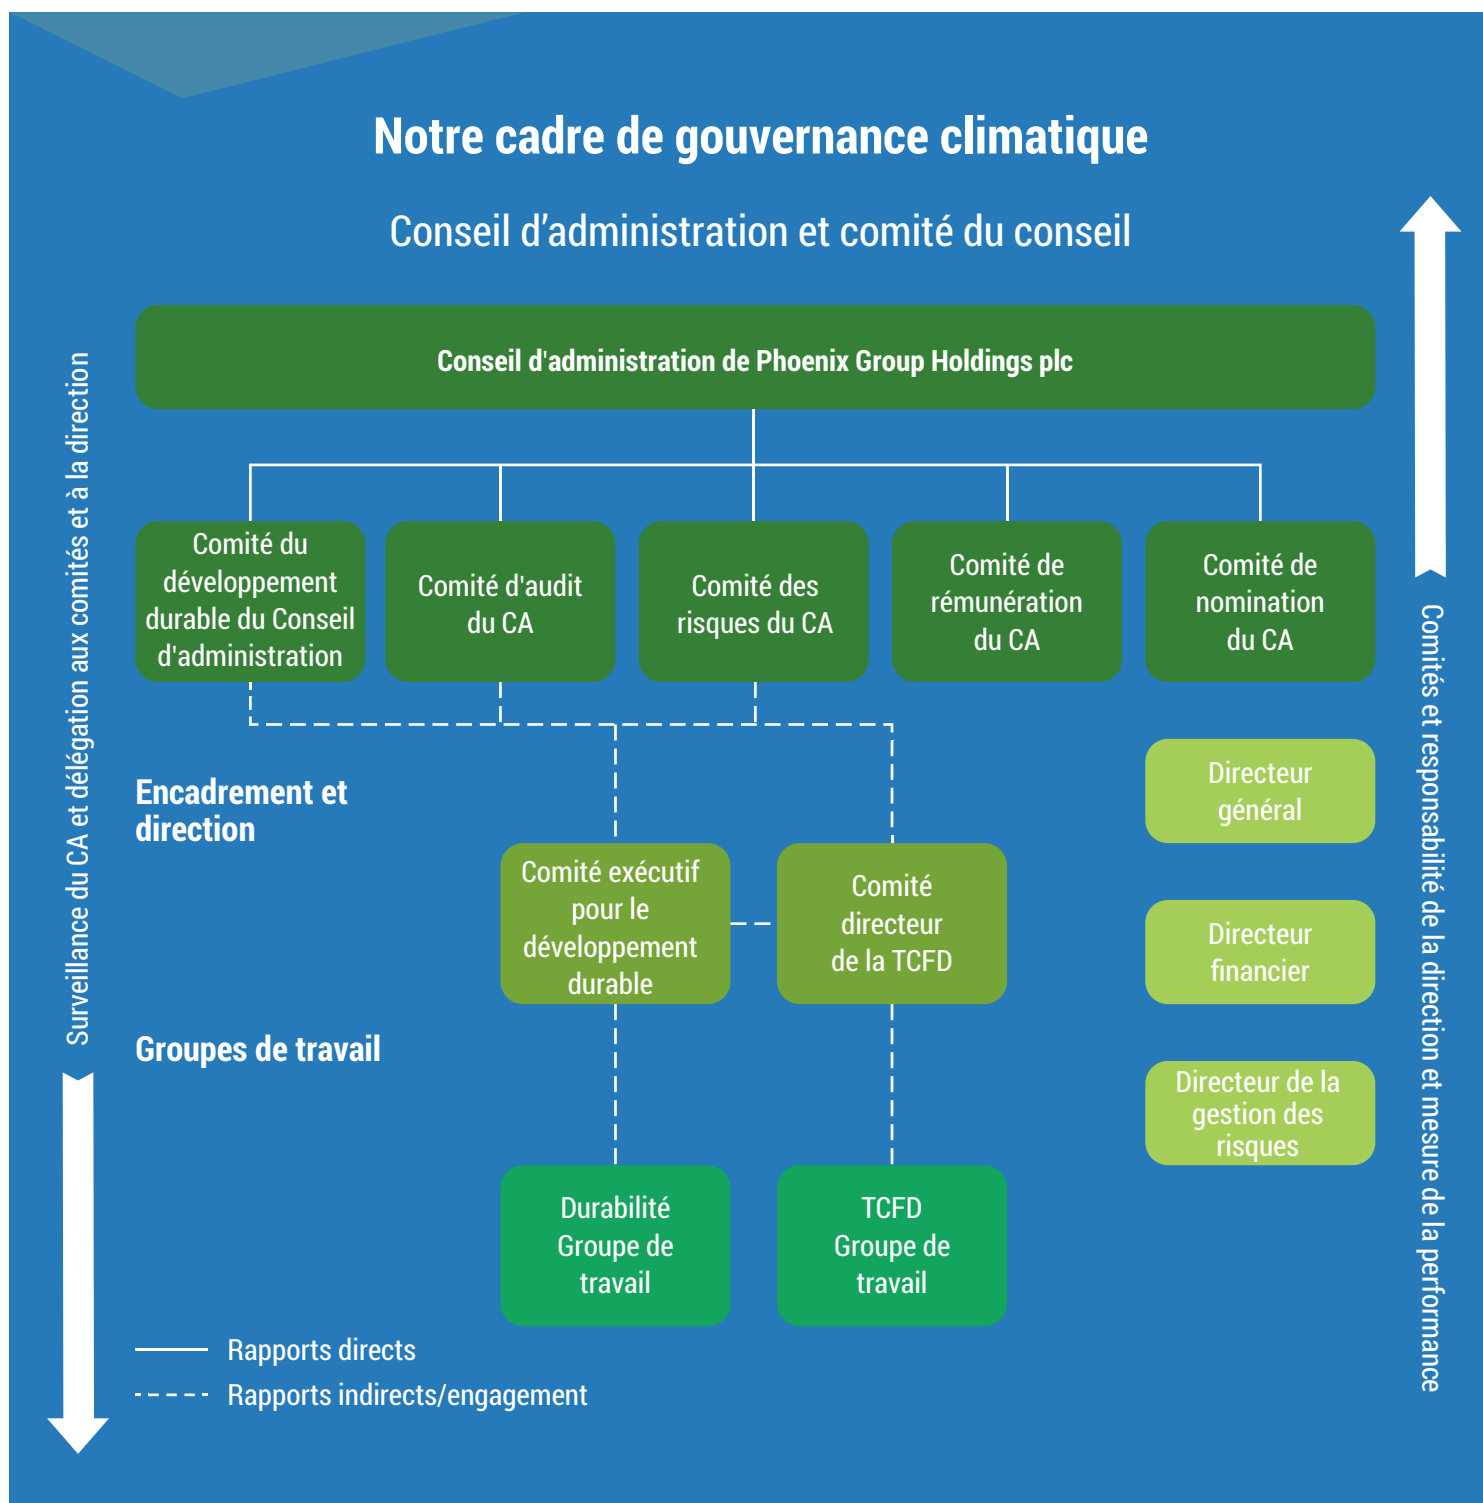 Notre cadre de gouvernance climatique
Conseil d’administration et comité du conseil
Conseil d'administration de Phoenix Group Holdings plc
Comité du
développement
durable du Conseil
d'administration
Comité d'audit
du CA
Comité des
risques du CA
Comité de
rémunération
du CA
Comité de
nomination
du CA
Encadrement et
direction
Comité exécutif
pour le
développement
durable
Comité
directeur
de la TCFD
Directeur
général
Directeur
financier
Directeur de la
gestion des
risques
Groupes de travail
Durabilité
Groupe de
travail
TCFD
Groupe de
travail
Rapports directs
Rapports indirects/engagement
Surveillance du CA et délégation aux comités et à la direction
Comités et responsabilité de la direction et mesure de la performance